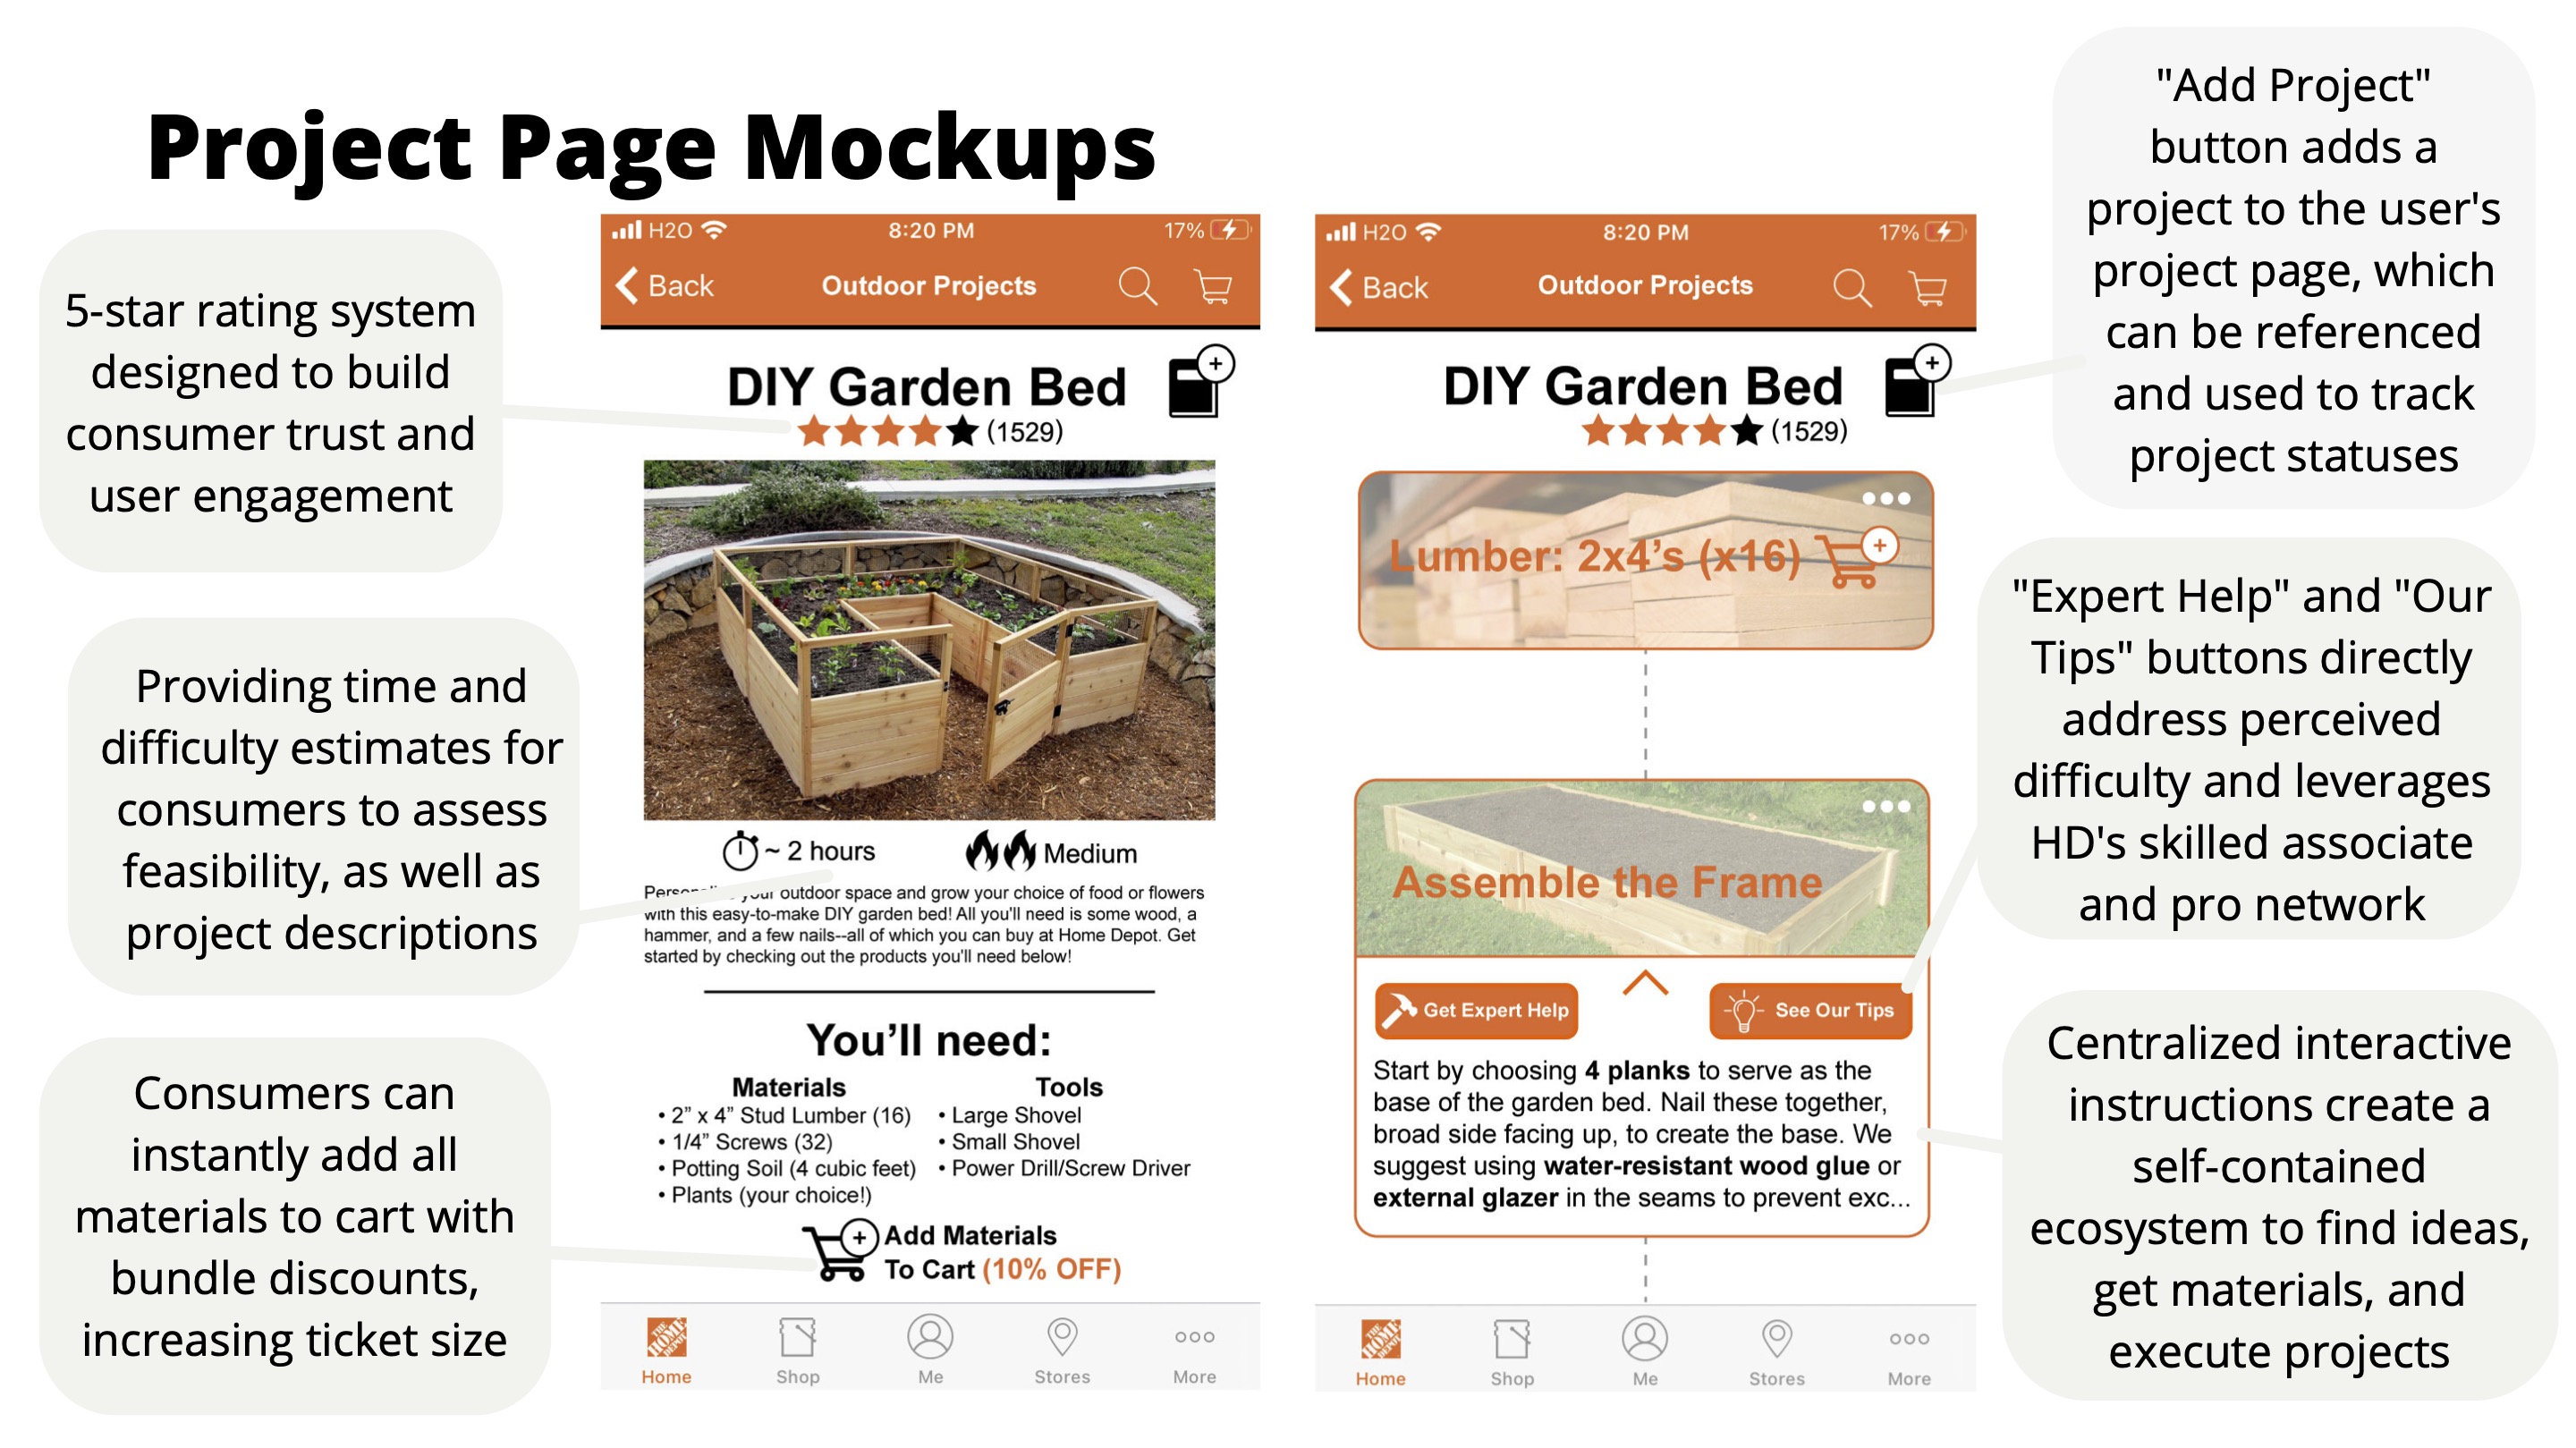 Project Page Mockups
5-star rating system
designed to build
consumer trust and
user engagement
Providing time and
difficulty estimates for
consumers to assess
feasibility, as well as
project descriptions
Consumers can
instantly add all
materials to cart with
bundle discounts,
increasing ticket size
H2O 8:20 PM 17%
Back Outdoor Projects
DIY Garden Bed
(1529)
~ 2 hours Medium
your outdoor space and grow your choice of food or flowers
with this easy-to-make DIY garden bed! All you'll need is some wood, a
hammer, and a few nails--all of which you can buy at Home Depot. Get
started by checking out the products you'll need below!
You'll need:
Materials
• 2” x 4” Stud Lumber (16)
• 1/4” Screws (32)
• Potting Soil (4 cubic feet)
• Plants (your choice!)
Tools
• Large Shovel
• Small Shovel
• Power Drill/Screw Driver
Add Materials
To Cart (10% OFF)
THE HOME DEPOT
Home Shop Me Stores More
H2O 8:20 PM 17%
Back Outdoor Projects
DIY Garden Bed
(1529)
Lumber: 2x4’s (x16)
Assemble the Frame
Get Expert Help See Our Tips
Start by choosing 4 planks to serve as the
base of the garden bed. Nail these together,
broad side facing up, to create the base. We
suggest using water-resistant wood glue or
external glazer in the seams to prevent exc...
THE HOME DEPOT
Home Shop Me Stores More
"Add Project"
button adds a
project to the user's
project page, which
can be referenced
and used to track
project statuses
"Expert Help" and "Our
Tips" buttons directly
address perceived
difficulty and leverages
HD's skilled associate
and pro network
Centralized interactive
instructions create a
self-contained
ecosystem to find ideas,
get materials, and
execute projects